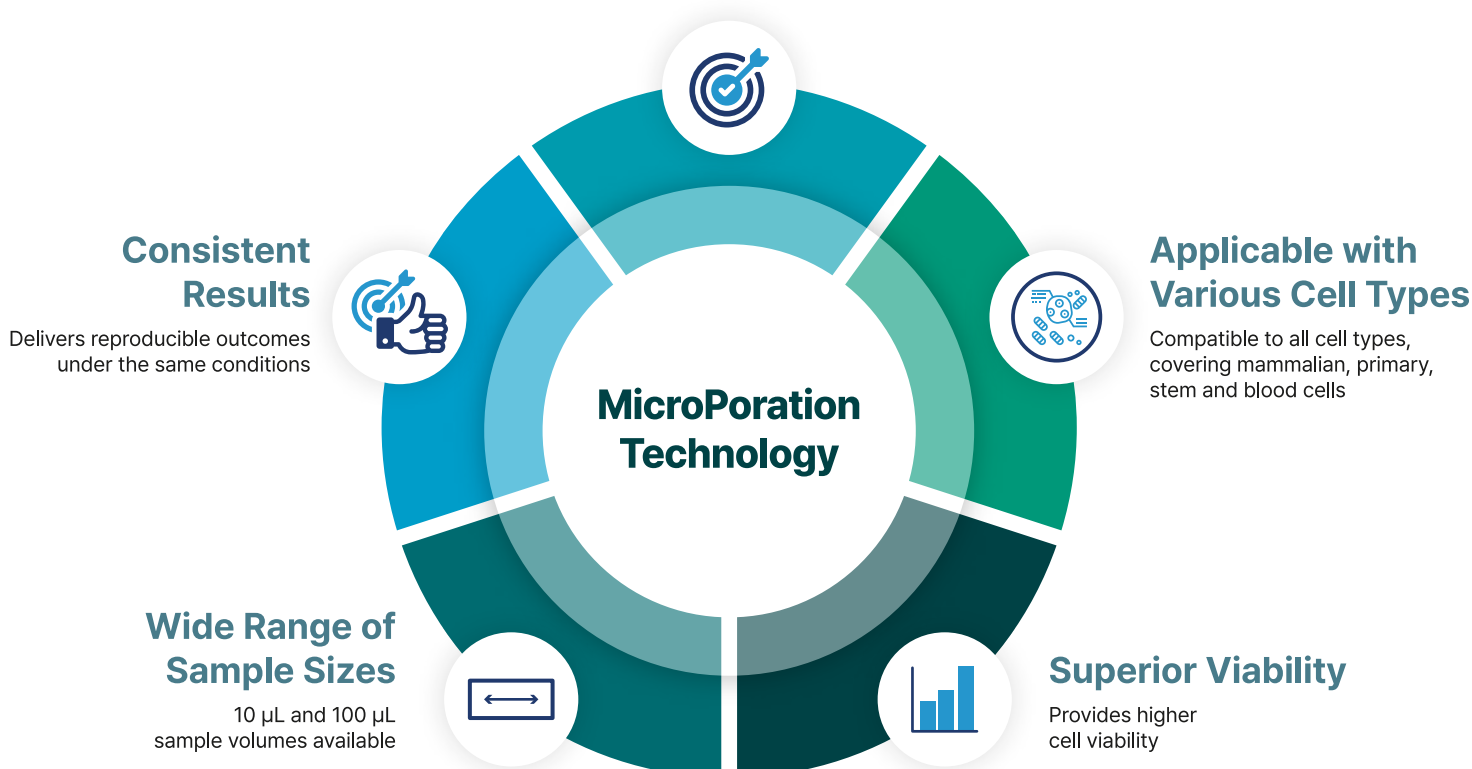 Consistent
Results
Delivers reproducible outcomes
under the same conditions
Applicable with
Various Cell Types
Compatible to all cell types,
covering mammalian, primary,
stem and blood cells
MicroPoration
Technology
Wide Range of
Sample Sizes
10 µL and 100 µL
sample volumes available
Superior Viability
Provides higher
cell viability